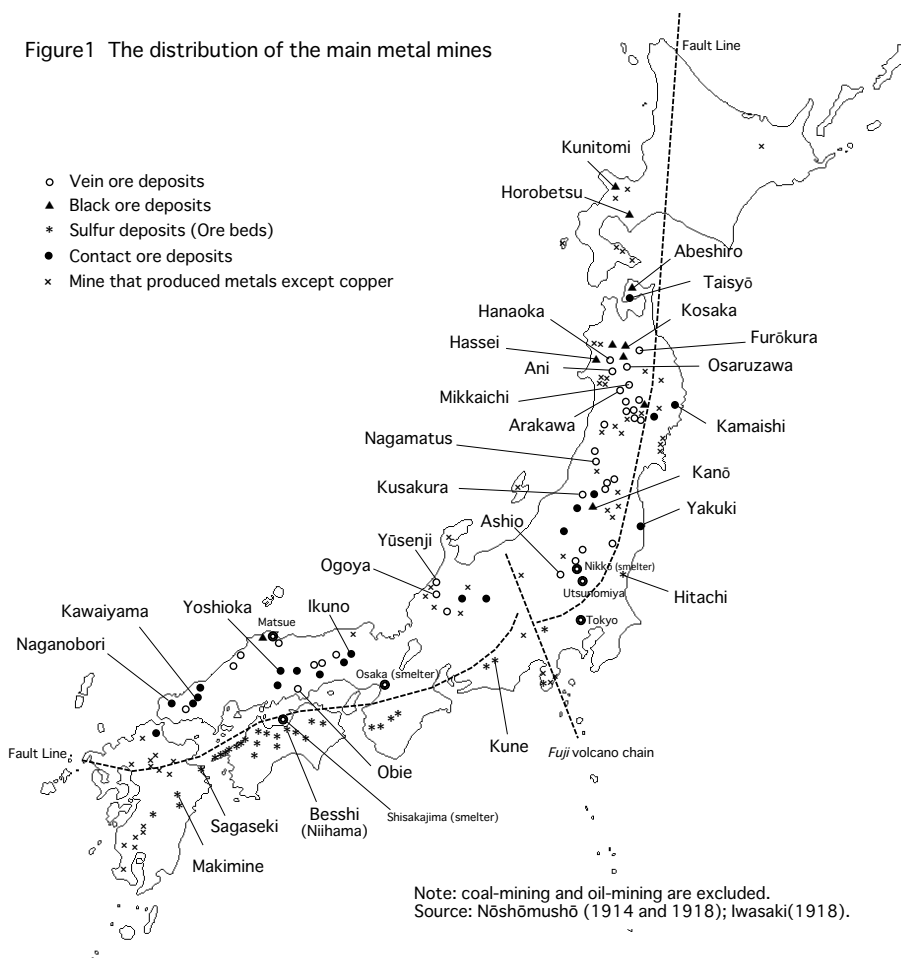 Figure1 The distribution of the main metal mines
Fault Line
Vein ore deposits
Black ore deposits
Sulfur deposits (Ore beds)
Contact ore deposits
Mine that produced metals except copper
Kunitomi
Horobetsu
Abeshiro
Taisyō
Hanaoka
Kosaka
Hassei
Furōkura
Ani
Osaruzawa
Mikkaichi
Arakawa
Kamaishi
Nagamatus
Kanō
Kusakura
Yakuki
Ashio
Yūsenji
Nikkō (smelter)
Ogoya
Utsunomiya
Hitachi
Kawaiyama
Yoshioka
Ikuno
Matsue
Tokyo
Naganobori
Osaka (smelter)
Kune
Fault Line
Fuji volcano chain
Obie
Sagaseki
Besshi
(Niihama)
Shisakajima (smelter)
Makimine
Note: coal-mining and oil-mining are excluded.
Source: Nōshōmushō (1914 and 1918); Iwasaki(1918).